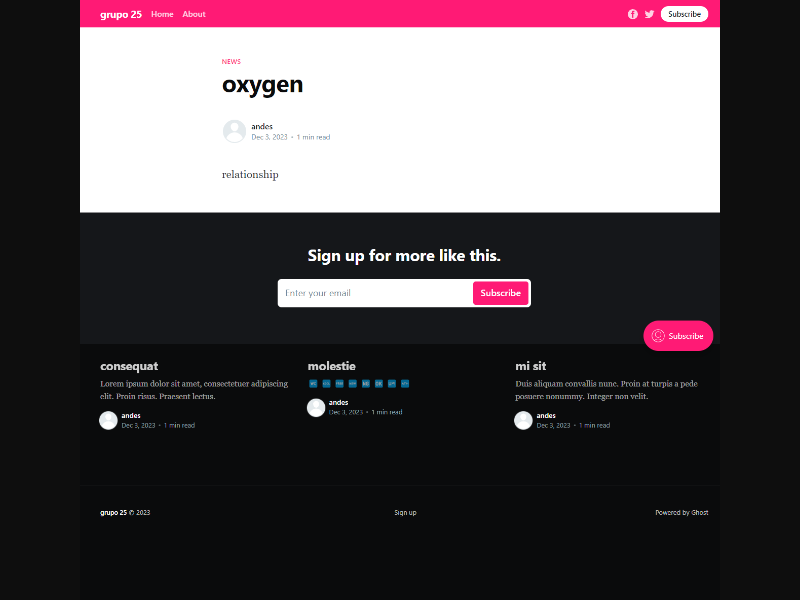 grupo 25 Home About Subscribe
NEWS
oxygen
andes
Dec 3, 2023 • 1 min read
relationship
Sign up for more like this.
Enter your email Subscribe
Subscribe
consequat
Lorem ipsum dolor sit amet, consectetuer adipiscing
elit. Proin risus. Praesent lectus.
andes
Dec 3, 2023 • 1 min read
molestie
andes
Dec 3, 2023 • 1 min read
mi sit
Duis aliquam convallis nunc. Proin at turpis a pede
posuere nonummy. Integer non velit.
andes
Dec 3, 2023 • 1 min read
grupo 25 © 2023 Sign up Powered by Ghost